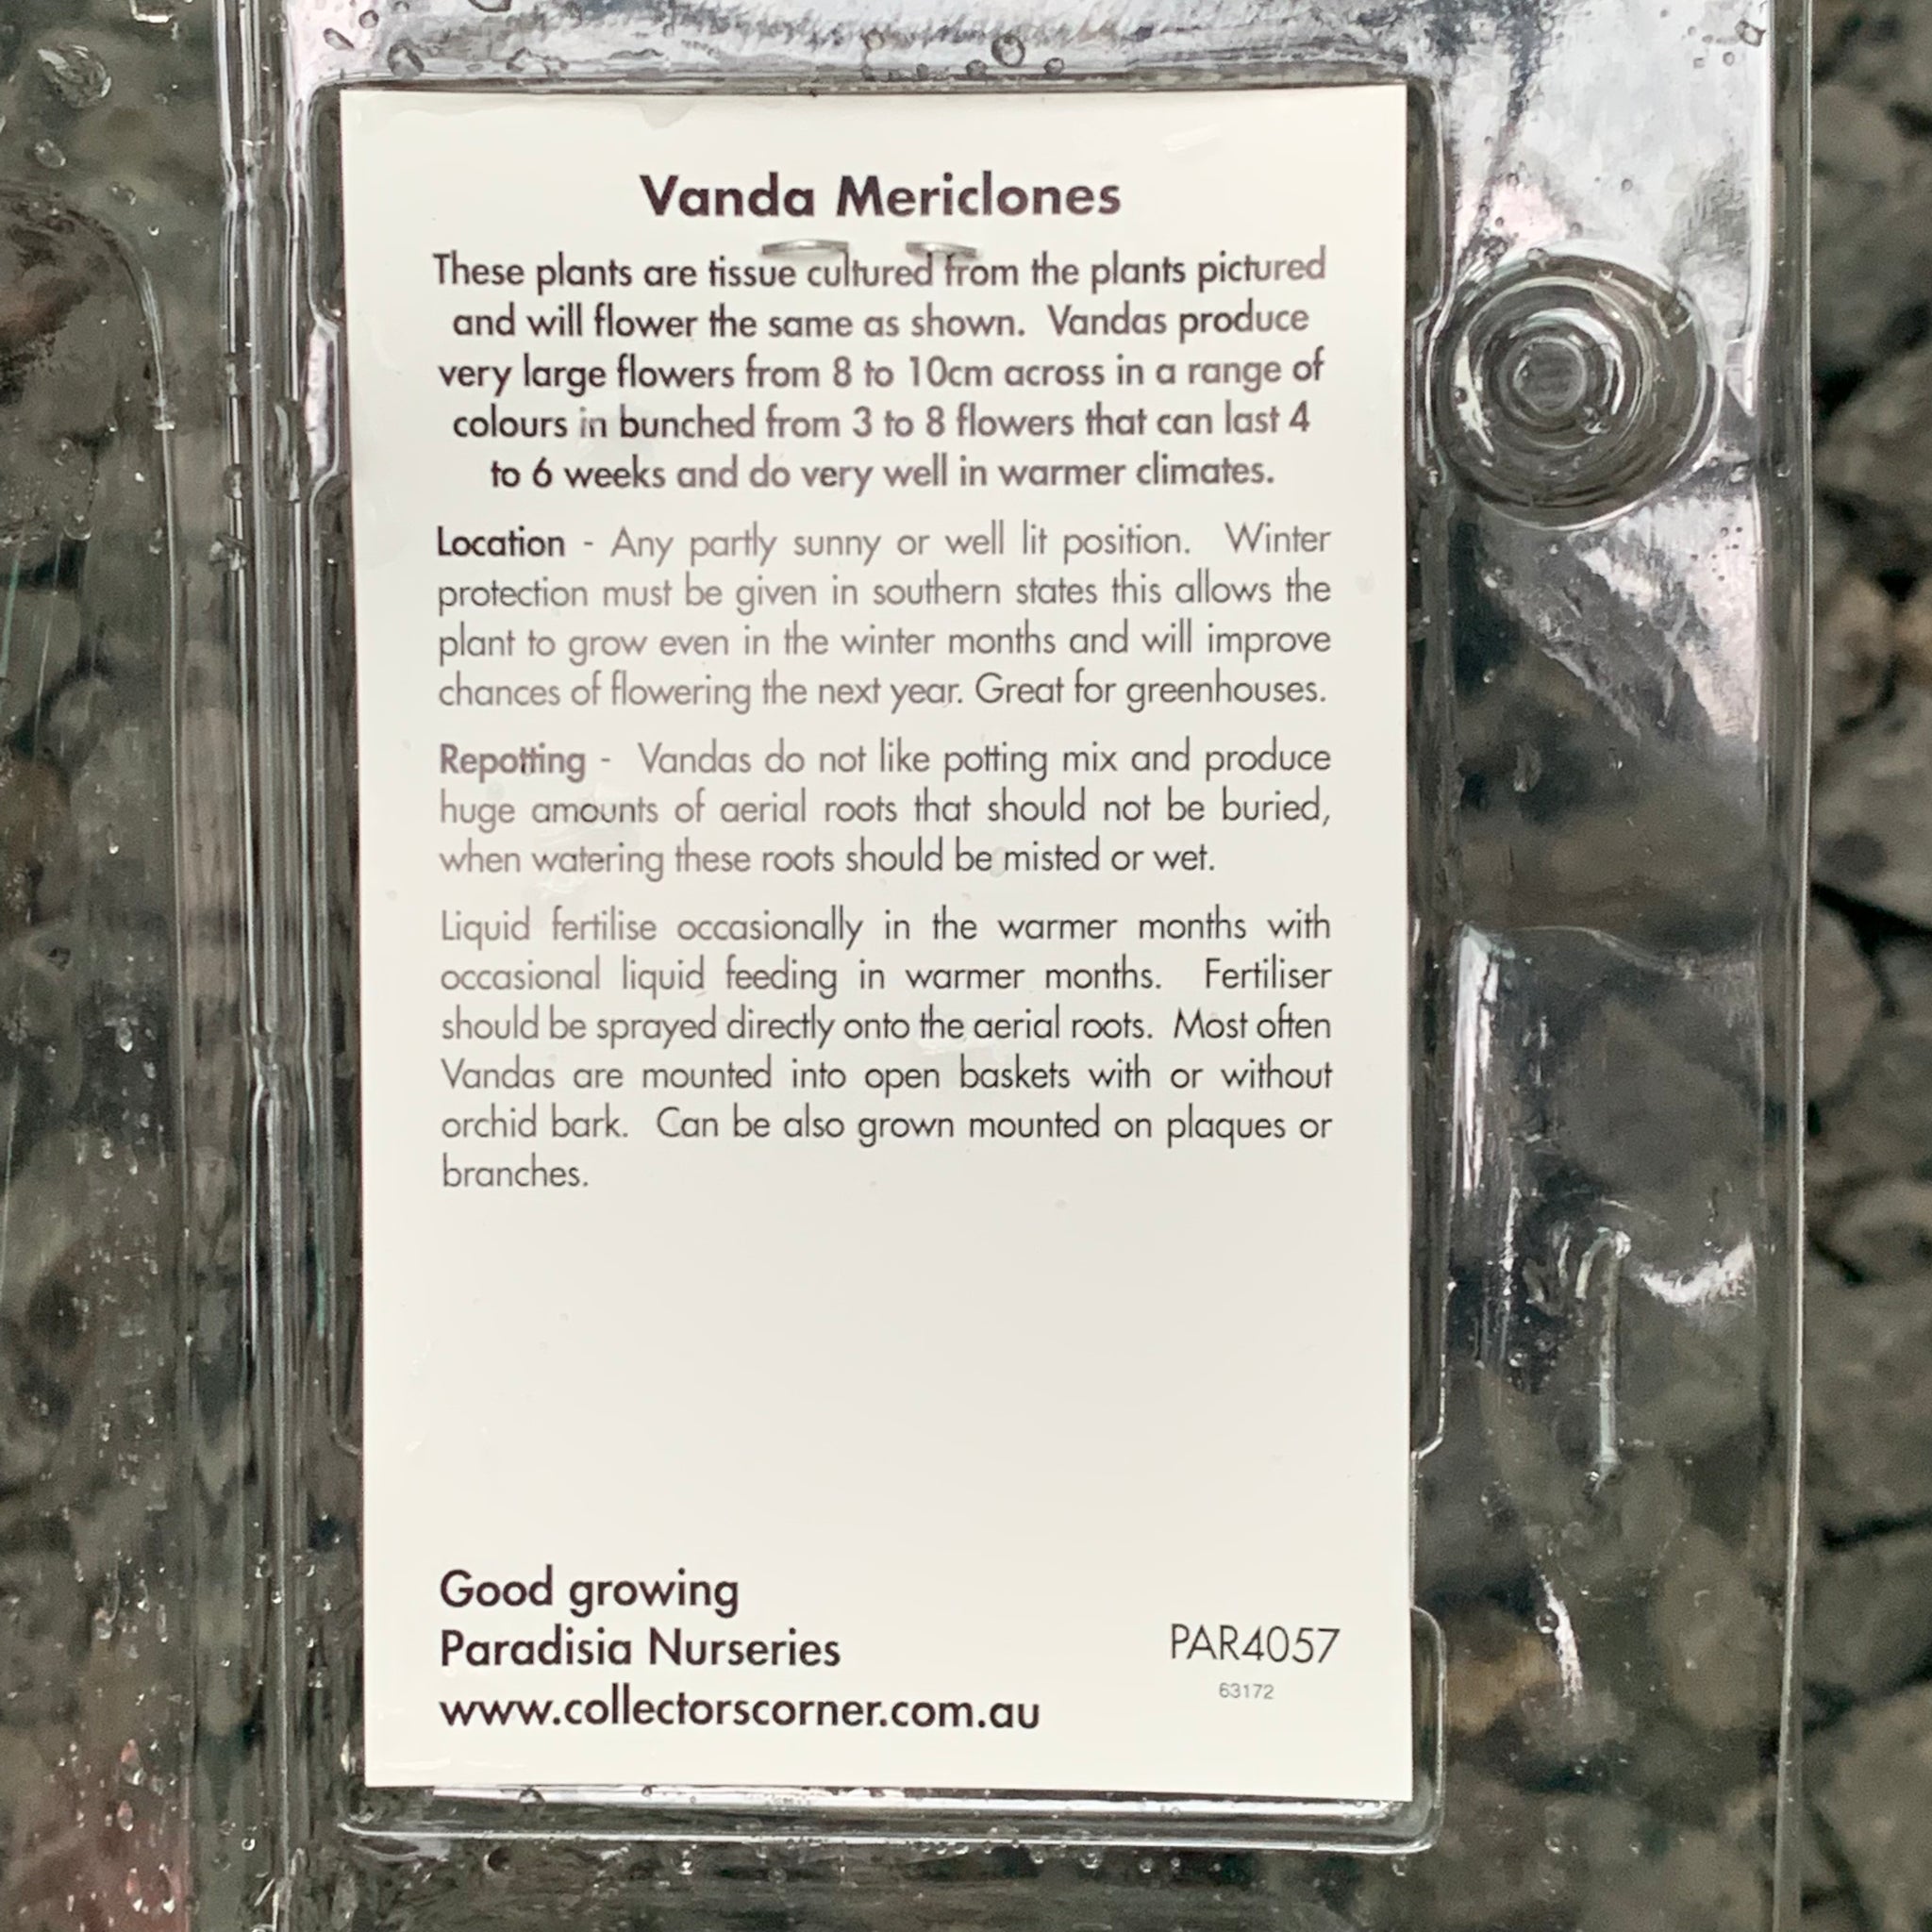 Vanda Mericlones
These plants are tissue cultured from the plants pictured
and will flower the same as shown. Vandas produce
very large flowers from 8 to 10cm across in a range of
colours in bunched from 3 to 8 flowers that can last 4
to 6 weeks and do very well in warmer climates.
Location - Any partly sunny or well lit position. Winter
protection must be given in southern states this allows the
plant to grow even in the winter months and will improve
chances of flowering the next year. Great for greenhouses.
Repotting - Vandas do not like potting mix and produce
huge amounts of aerial roots that should not be buried,
when watering these roots should be misted or wet.
Liquid fertilise occasionally in the warmer months with
occasional liquid feeding in warmer months. Fertiliser
should be sprayed directly onto the aerial roots. Most often
Vandas are mounted into open baskets with or without
orchid bark. Can be also grown mounted on plaques or
branches.
Good growing
Paradisia Nurseries
www.collectorscorner.com.au
PAR4057
63172